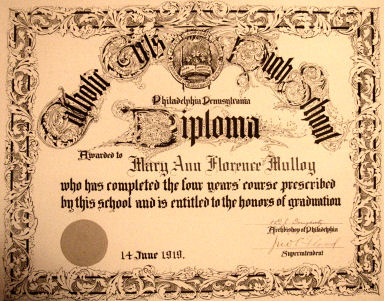 Catholic Girls High School
Philadelphia Pennsylvania
Diploma
Awarded to
Mary Ann Florence Mulloy
who has completed the four years' course prescribed
by this school and is entitled to the honors of graduation
Archbishop of Philadelphia
14 June 1919.
Superintendent